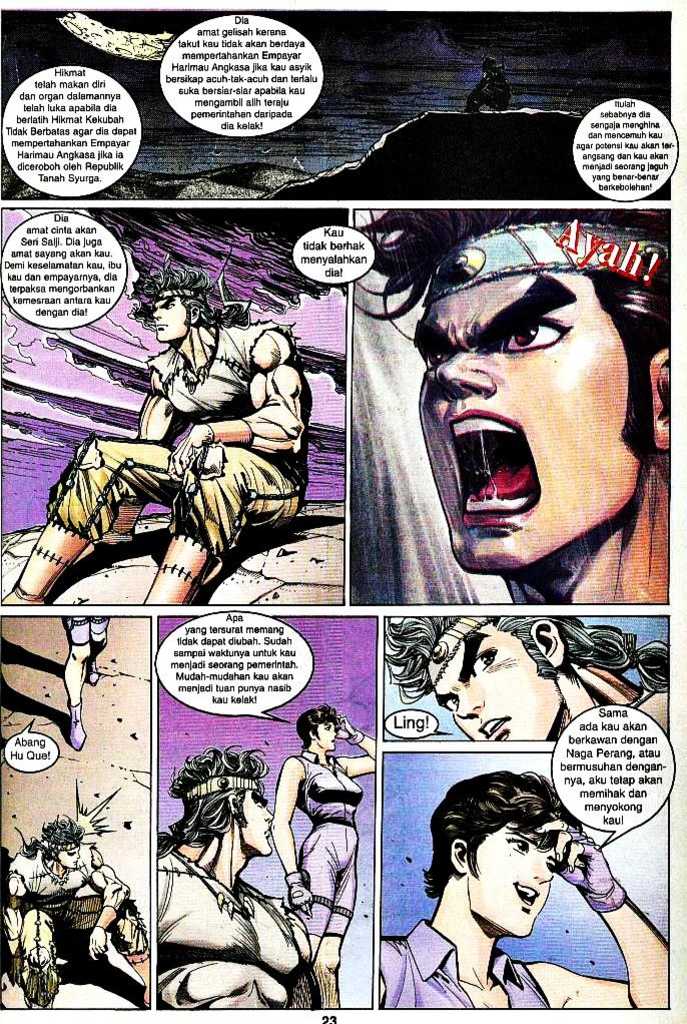 Hikmat
telah makan diri
dan organ dalamannya
telah luka apabila dia
berlatih Hikmat Kekubah
Tidak Berbatas agar dia dapat
mempertahankan Empayar
Harimau Angkasa jika ia
diceroboh oleh Republik
Tanah Syurga.
Dia
amat gelisah kerana
takut kau tidak akan berdaya
mempertahankan Empayar
Harimau Angkasa jika kau asyik
bersikap acuh-tak-acuh dan terlalu
suka bersiar-siar apabila kau
mengambil alih teraju
pemerintahan daripada
dia kelak!
Itulah
sebabnya dia
sengaja menghina
dan mencemuh kau
agar potensi kau akan ter-
angsang dan kau akan
menjadi seorang jaguh
yang benar-benar
berkebolehan!
Dia
amat cinta akan
Seri Salji. Dia juga
amat sayang akan kau.
Demi keselamatan kau, ibu
kau dan empayarnya, dia
terpaksa mengorbankan
kemesraan antara kau
dengan dia!
Kau
tidak berhak
menyalahkan
dia!
Ayah!
Abang
Hu Que!
Apa
yang tersurat memang
tidak dapat diubah. Sudah
sampai waktunya untuk kau
menjadi seorang pemerintah.
Mudah-mudahan kau akan
menjadi tuan punya nasib
kau kelak!
Ling!
Sama
ada kau akan
berkawan dengan
Naga Perang, atau
bermusuhan dengan-
nya, aku tetap akan
memihak dan
menyokong
kau!
23